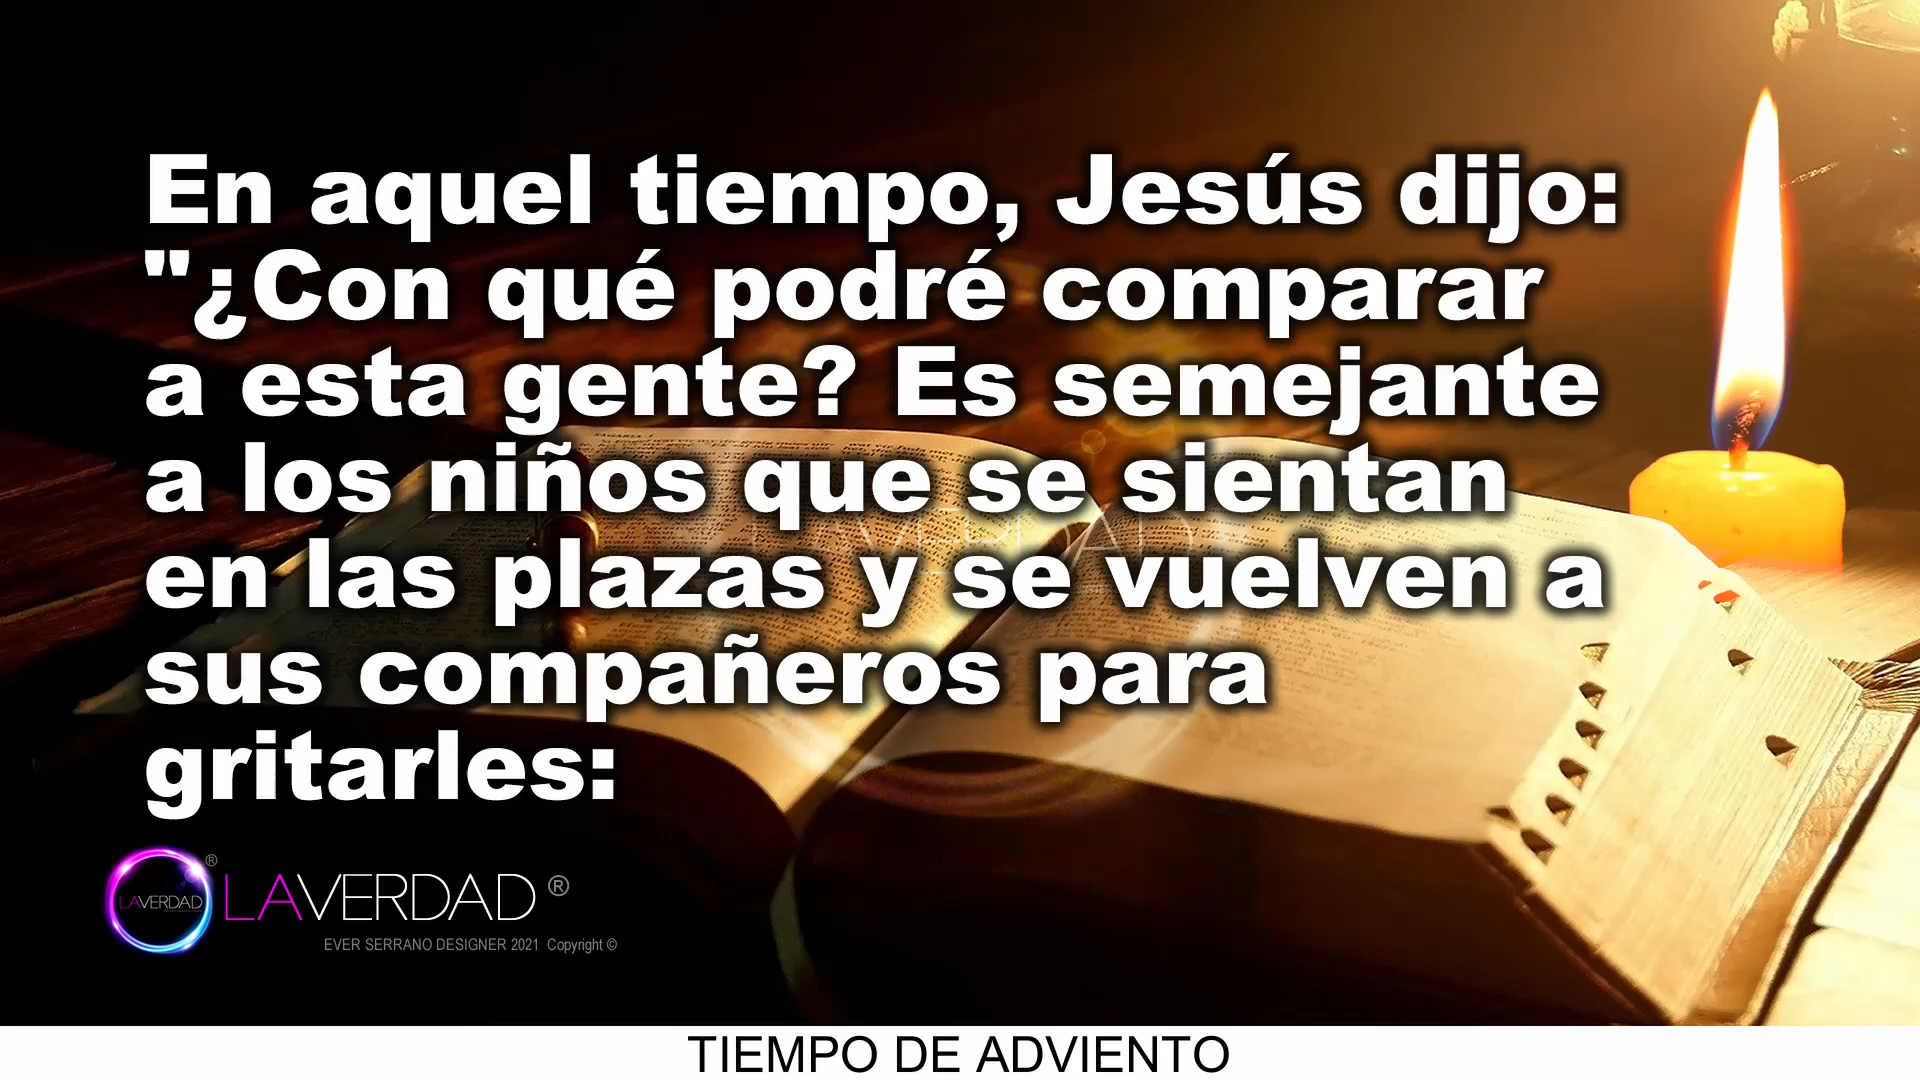 En aquel tiempo, Jesús dijo:
"¿Con qué podré comparar
a esta gente? Es semejante
a los niños que se sientan
en las plazas y se vuelven a
sus compañeros para
gritarles:
LAVERDAD ®
LAVERDAD ®
EVER SERRANO DESIGNER 2021 Copyright ©
TIEMPO DE ADVIENTO